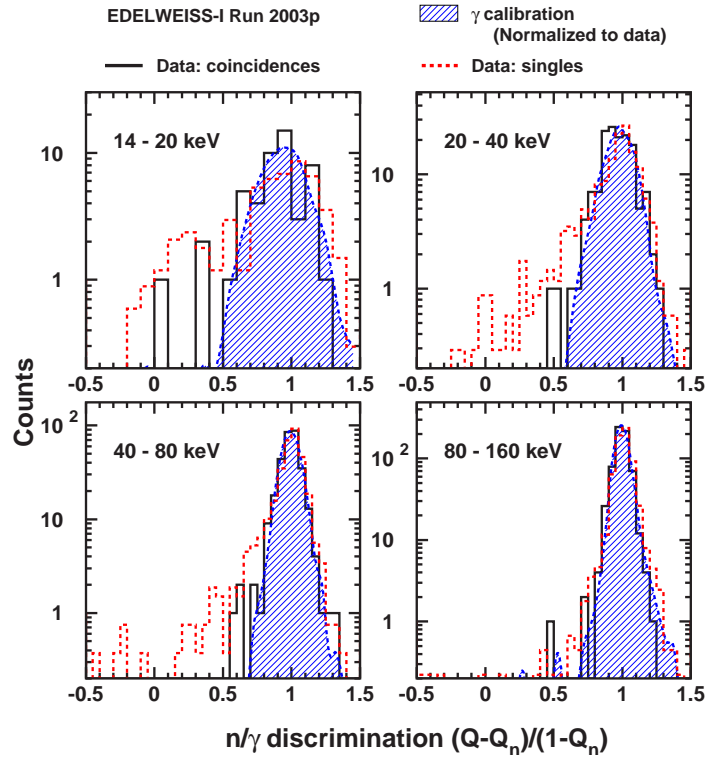 EDELWEISS-I Run 2003p
γ calibration
(Normalized to data)
Data: coincidences
Data: singles
14 - 20 keV
20 - 40 keV
10
1
-0.5 0 0.5 1 1.5
10
1
-0.5 0 0.5 1 1.5
40 - 80 keV
80 - 160 keV
10 2
10
1
-0.5 0 0.5 1 1.5
10 2
10
1
-0.5 0 0.5 1 1.5
Counts
n/γ discrimination (Q-Qn)/(1-Qn)